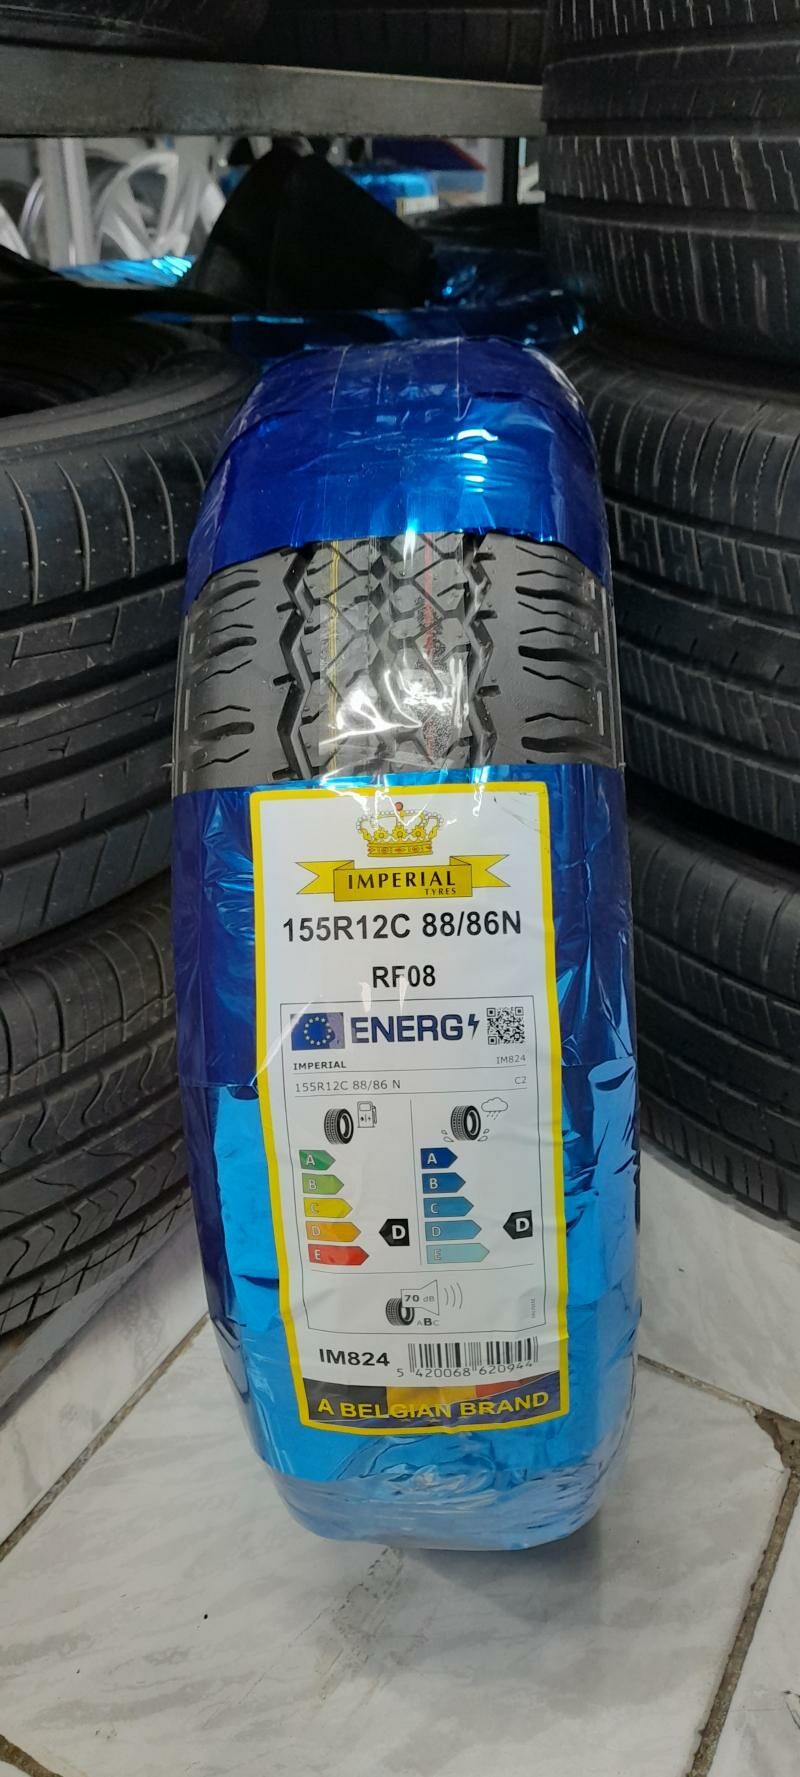 IMPERIAL
TYRES
155R12C 88/86N
RF08
ENERG
IMPERIAL IM824
155R12C 88/86 N C2
A A
B B
C C
D D D D
E E
70 dB
ABC
IM824
5 420068 620944
A BELGIAN BRAND